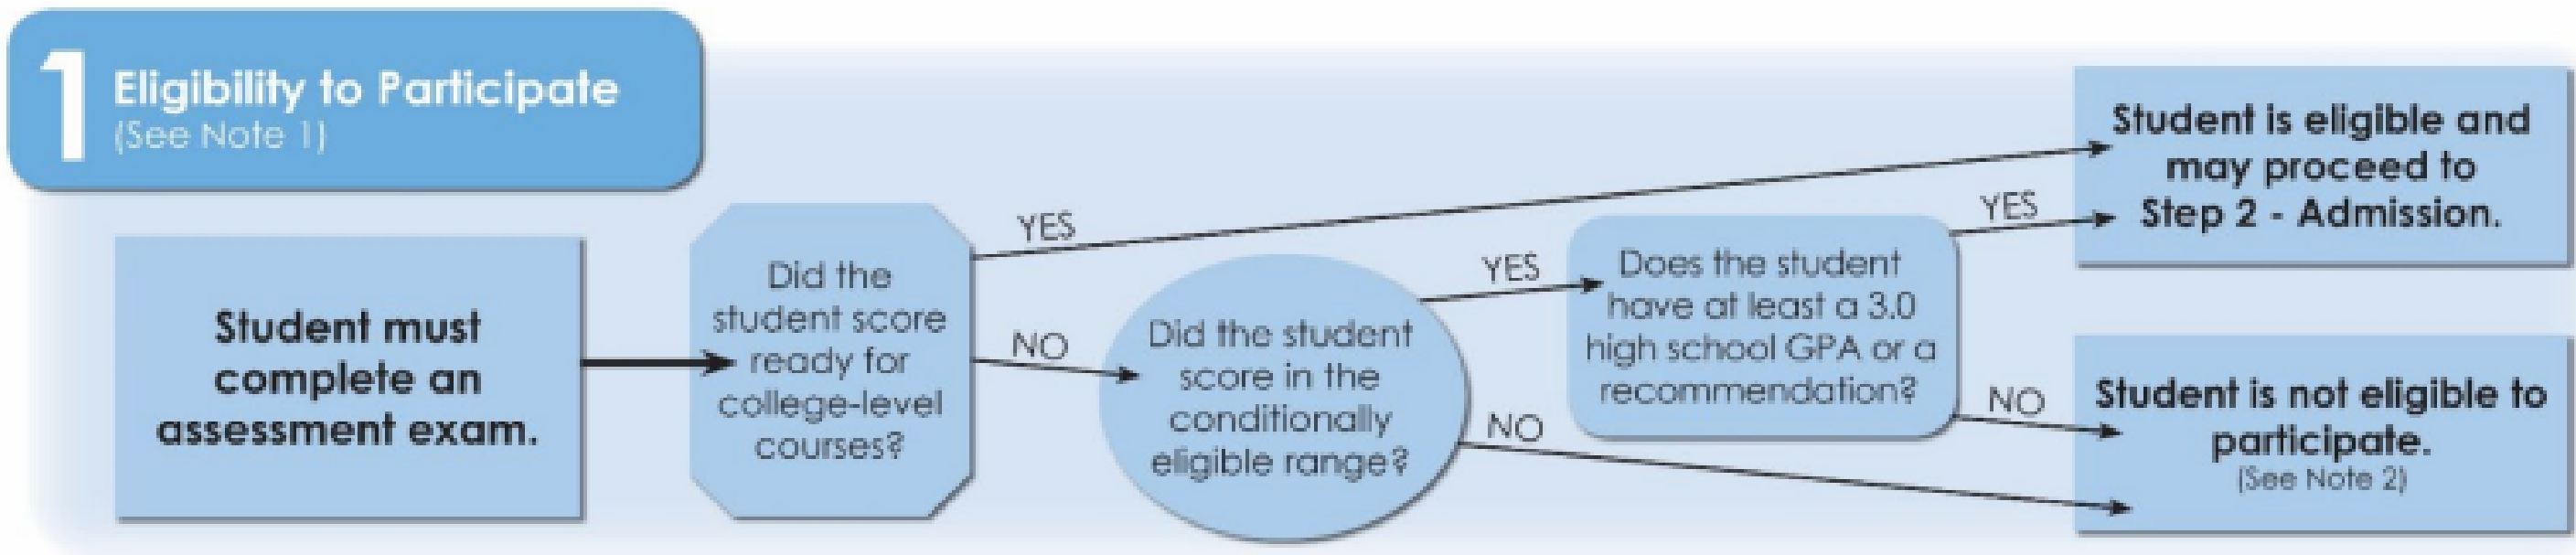 1
Eligibility to Participate
(See Note 1)
Student must
complete an
assessment exam.
Did the
student score
ready for
college-level
courses?
YES
NO
Did the student
score in the
conditionally
eligible range?
YES
NO
Does the student
have at least a 3.0
high school GPA or a
recommendation?
YES
NO
Student is eligible and
may proceed to
Step 2 - Admission.
Student is not eligible to
participate.
(See Note 2)